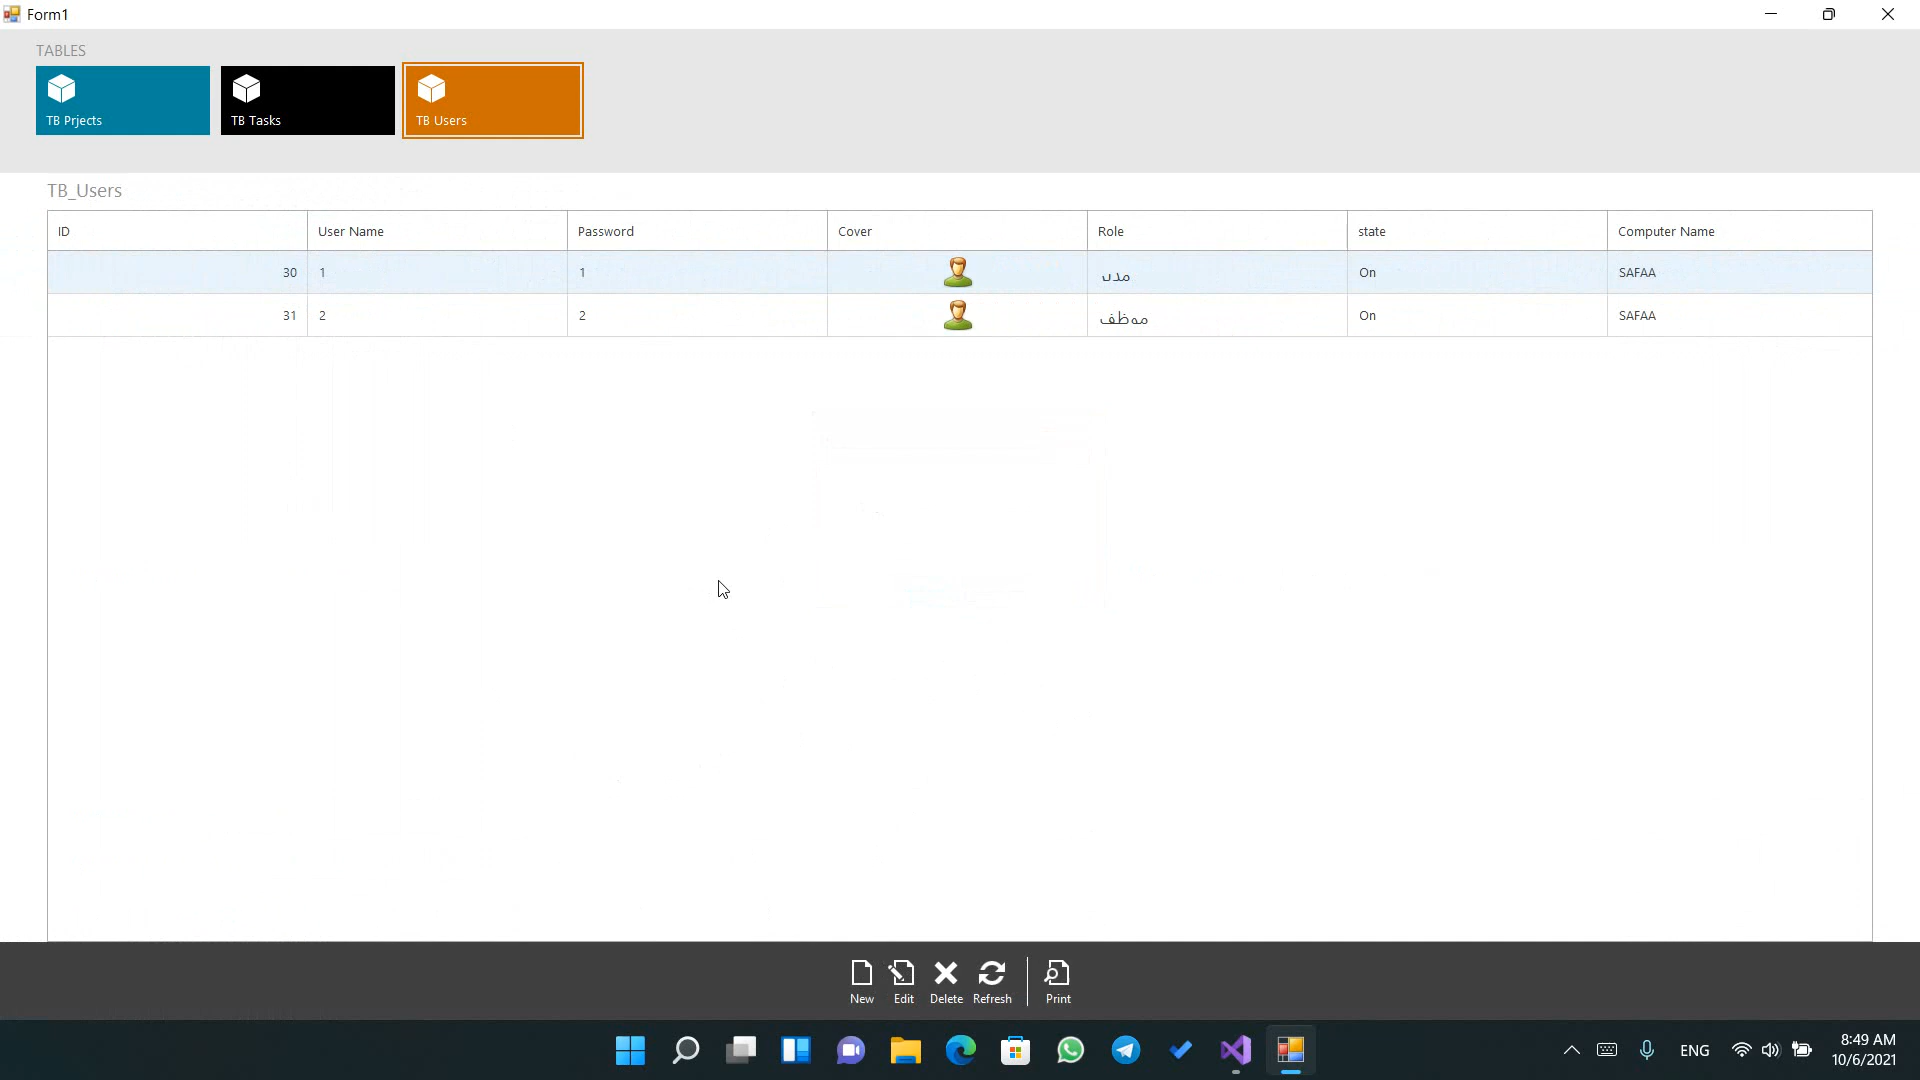 Form1
TABLES
TB Prjects
TB Tasks
TB Users
TB_Users
ID User Name Password Cover Role state Computer Name
30 1 1 On SAFAA
31 2 2 موظف On SAFAA
New Edit Delete Refresh Print
ENG
8:49 AM
10/6/2021